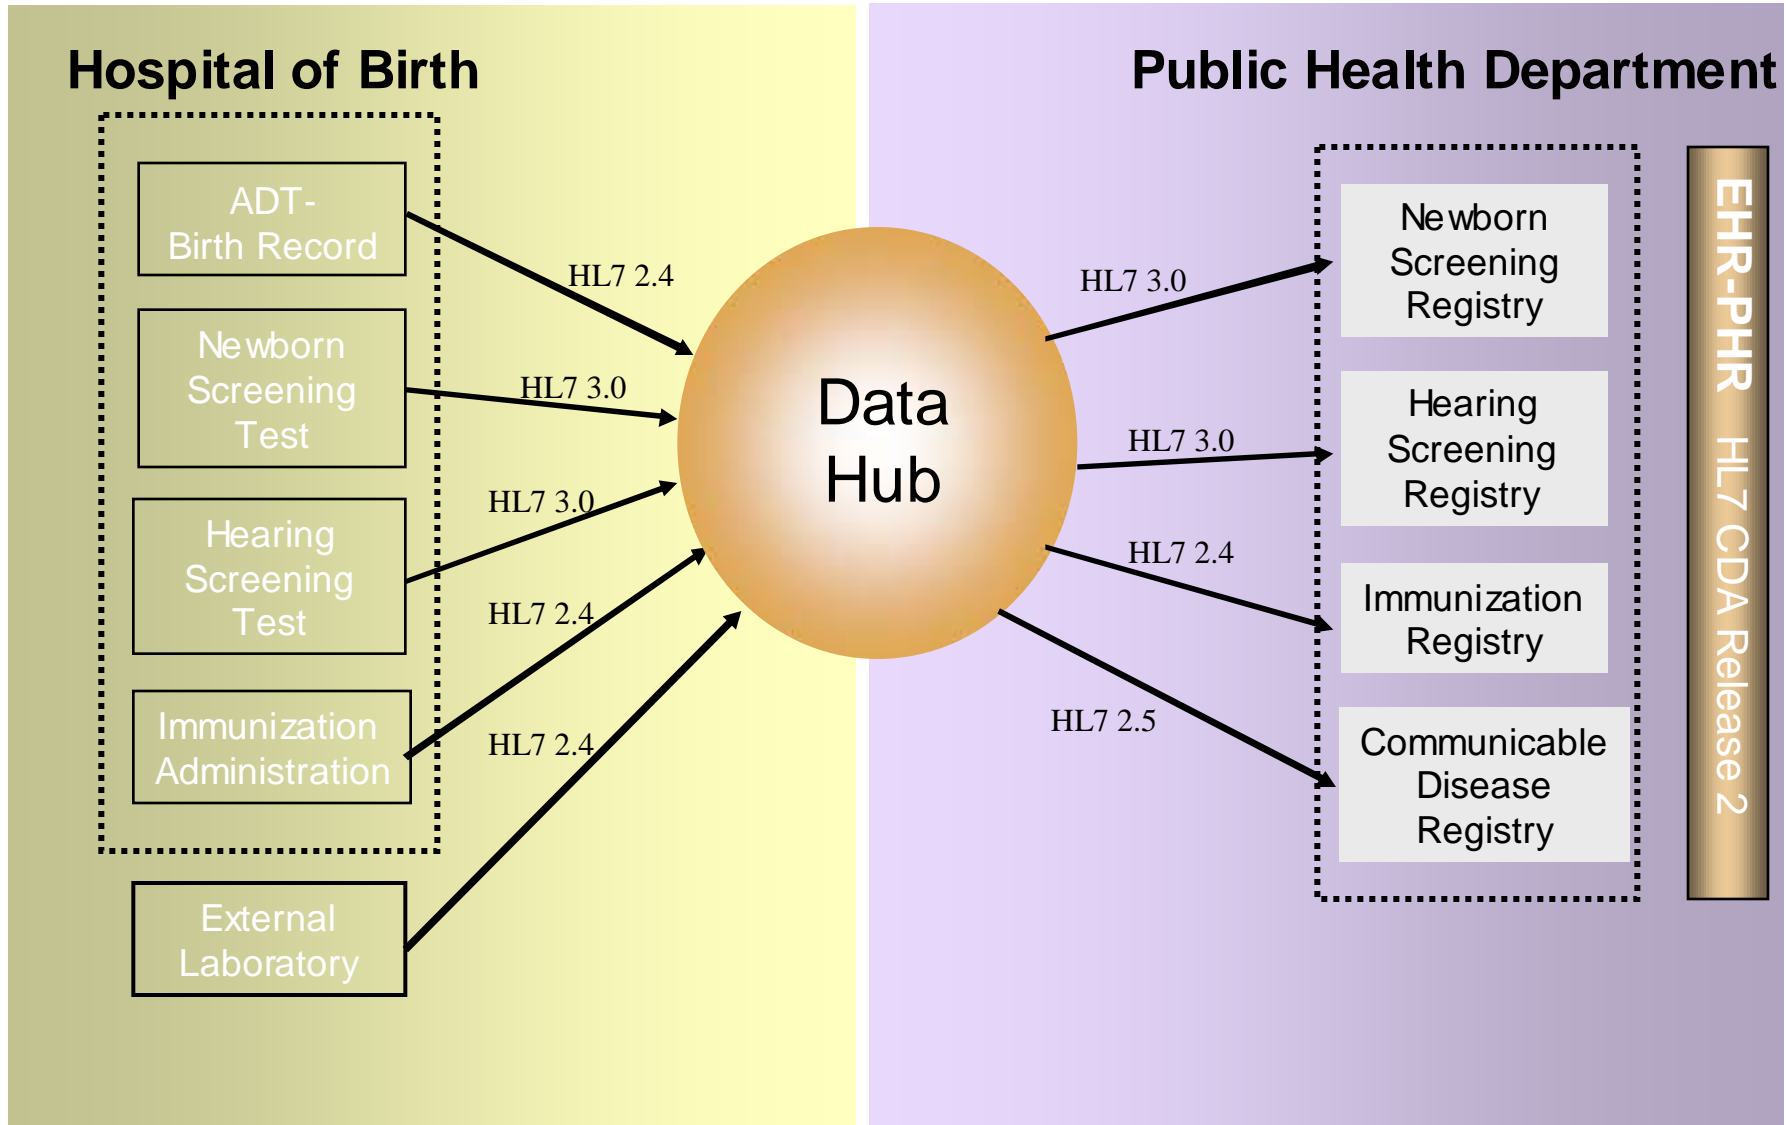 Hospital of Birth
ADT-
Birth Record
Newborn
Screening
Test
Hearing
Screening
Test
Immunization
Administration
External
Laboratory
HL7 2.4
HL7 3.0
HL7 3.0
HL7 2.4
HL7 2.4
Data
Hub
Public Health Department
HL7 3.0
HL7 3.0
HL7 2.4
HL7 2.5
Newborn
Screening
Registry
Hearing
Screening
Registry
Immunization
Registry
Communicable
Disease
Registry
EHR-PHR HL7 CDA Release 2